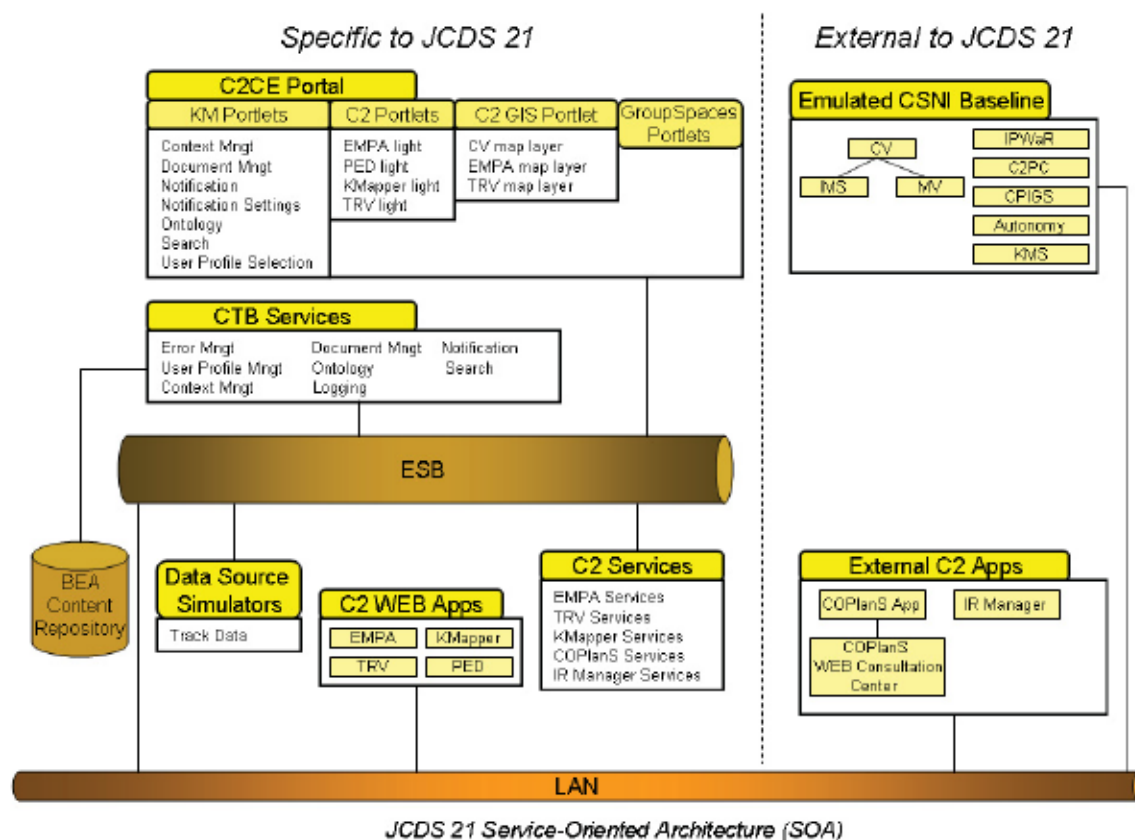 Specific to JCDS 21
External to JCDS 21
C2CE Portal
KM Portlets
Context Mngt
Document Mngt
Notification
Notification Settings
Ontology
Search
User Profile Selection
C2 Portlets
EMPA light
PED light
KMapper light
TRV light
C2 GIS Portlet
CV map layer
EMPA map layer
TRV map layer
GroupSpaces
Portlets
Emulated CSNI Baseline
CV
IMS
MV
IPWaR
C2PC
CPIGS
Autonomy
KMS
CTB Services
Error Mngt
User Profile Mngt
Context Mngt
Document Mngt
Ontology
Logging
Notification
Search
ESB
BEA
Content
Repository
Data Source
Simulators
Track Data
C2 WEB Apps
EMPA
KMapper
TRV
PED
C2 Services
EMPA Services
TRV Services
KMapper Services
COPlanS Services
IR Manager Services
External C2 Apps
COPlanS App
IR Manager
COPlanS
WEB Consultation
Center
LAN
JCDS 21 Service-Oriented Architecture (SOA)